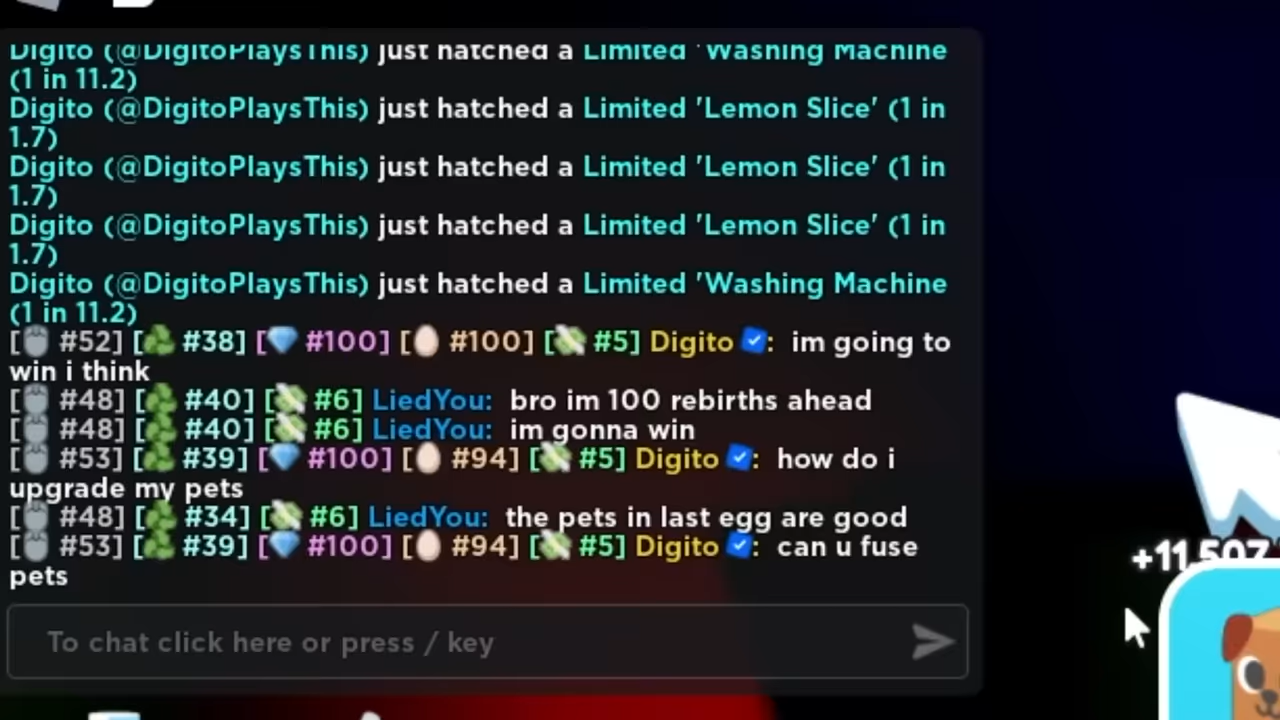 Digito (@DigitoPlaysThis) just hatched a Limited 'Washing Machine
(1 in 11.2)
Digito (@DigitoPlaysThis) just hatched a Limited 'Lemon Slice' (1 in
1.7)
Digito (@DigitoPlaysThis) just hatched a Limited 'Lemon Slice' (1 in
1.7)
Digito (@DigitoPlaysThis) just hatched a Limited 'Lemon Slice' (1 in
1.7)
Digito (@DigitoPlaysThis) just hatched a Limited 'Washing Machine
(1 in 11.2)
[🖱️ #52] [🍀 #38] [💎 #100] [🥚 #100] [💸 #5] Digito ☑️: im going to
win i think
[🖱️ #48] [🍀 #40] [💸 #6] LiedYou: bro im 100 rebirths ahead
[🖱️ #48] [🍀 #40] [💸 #6] LiedYou: im gonna win
[🖱️ #53] [🍀 #39] [💎 #100] [🥚 #94] [💸 #5] Digito ☑️: how do i
upgrade my pets
[🖱️ #48] [🍀 #34] [💸 #6] LiedYou: the pets in last egg are good
[🖱️ #53] [🍀 #39] [💎 #100] [🥚 #94] [💸 #5] Digito ☑️: can u fuse
pets
To chat click here or press / key
+11,507